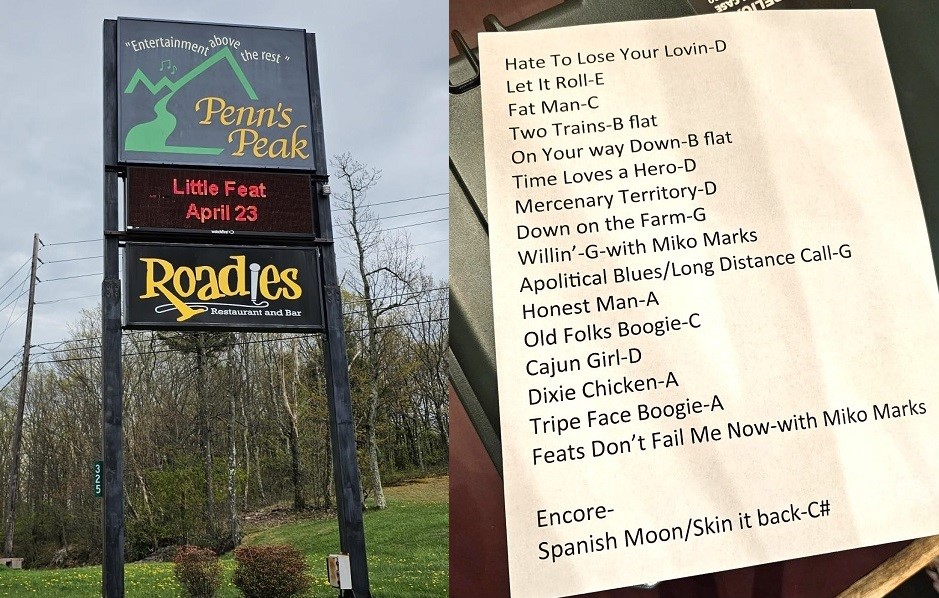 "Entertainment above the rest"
Penn's
Peak
Little Feat
April 23
Roadies
Restaurant and Bar
325
Hate To Lose Your Lovin-D
Let It Roll-E
Fat Man-C
Two Trains-B flat
On Your way Down-B flat
Time Loves a Hero-D
Mercenary Territory-D
Down on the Farm-G
Willin’-G-with Miko Marks
Apolitical Blues/Long Distance Call-G
Honest Man-A
Old Folks Boogie-C
Cajun Girl-D
Dixie Chicken-A
Tripe Face Boogie-A
Feats Don’t Fail Me Now-with Miko Marks
Encore-
Spanish Moon/Skin it back-C#